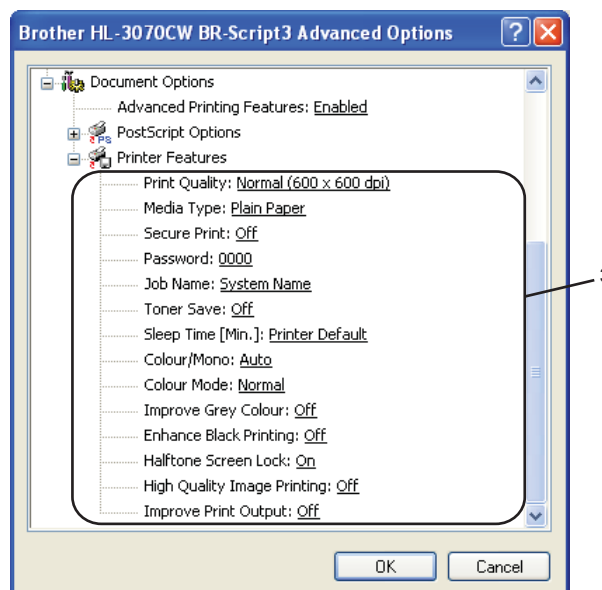 Brother HL-3070CW BR-Script3 Advanced Options
Document Options
Advanced Printing Features: Enabled
PostScript Options
Printer Features
Print Quality: Normal (600 x 600 dpi)
Media Type: Plain Paper
Secure Print: Off
Password: 0000
Job Name: System Name
Toner Save: Off
Sleep Time [Min.]: Printer Default
Colour/Mono: Auto
Colour Mode: Normal
Improve Grey Colour: Off
Enhance Black Printing: Off
Halftone Screen Lock: On
High Quality Image Printing: Off
Improve Print Output: Off
OK Cancel